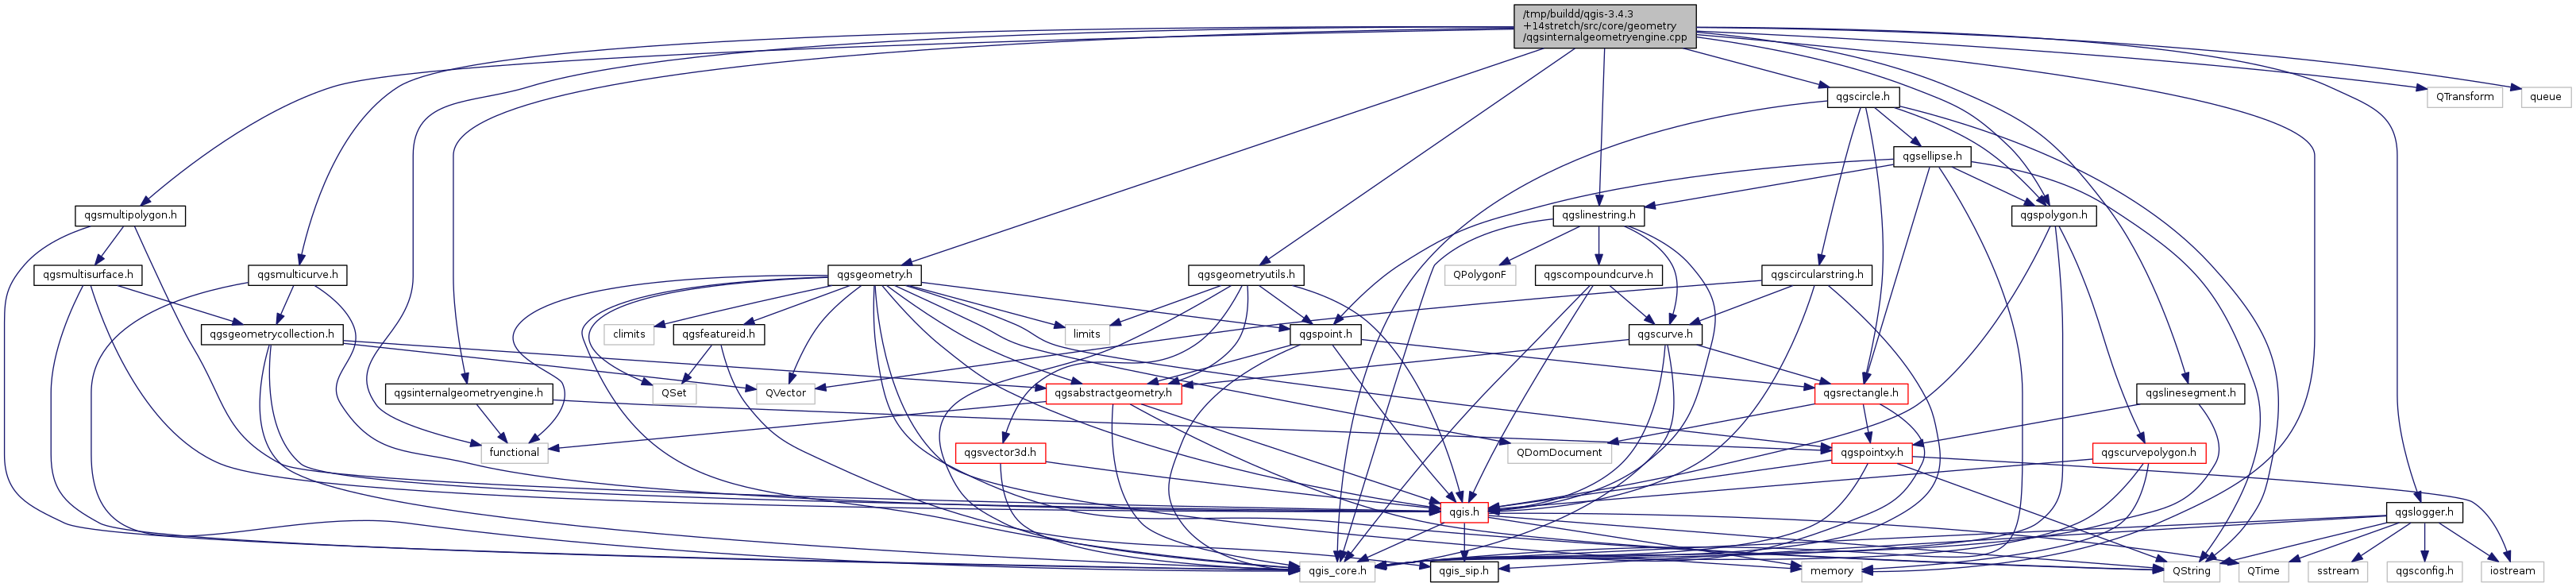 /tmp/buildd/qgis-3.4.3
+14stretch/src/core/geometry
/qgsinternalgeometryengine.cpp
qgscircle.h
QTransform
queue
qgsellipse.h
qgsmultipolygon.h
qgslinestring.h
qgspolygon.h
qgsmultisurface.h
qgsmulticurve.h
qgsgeometry.h
qgsgeometryutils.h
QPolygonF
qgscompoundcurve.h
qgscircularstring.h
qgsgeometrycollection.h
climits
qgsfeatureid.h
limits
qgspoint.h
qgscurve.h
qgsinternalgeometryengine.h
QSet
QVector
qgsabstractgeometry.h
qgsrectangle.h
qgslinesegment.h
functional
qgsvector3d.h
QDomDocument
qgspointxy.h
qgscurvepolygon.h
qgis.h
qgslogger.h
qgis_core.h
qgis_sip.h
memory
QString
QTime
sstream
qgsconfig.h
iostream